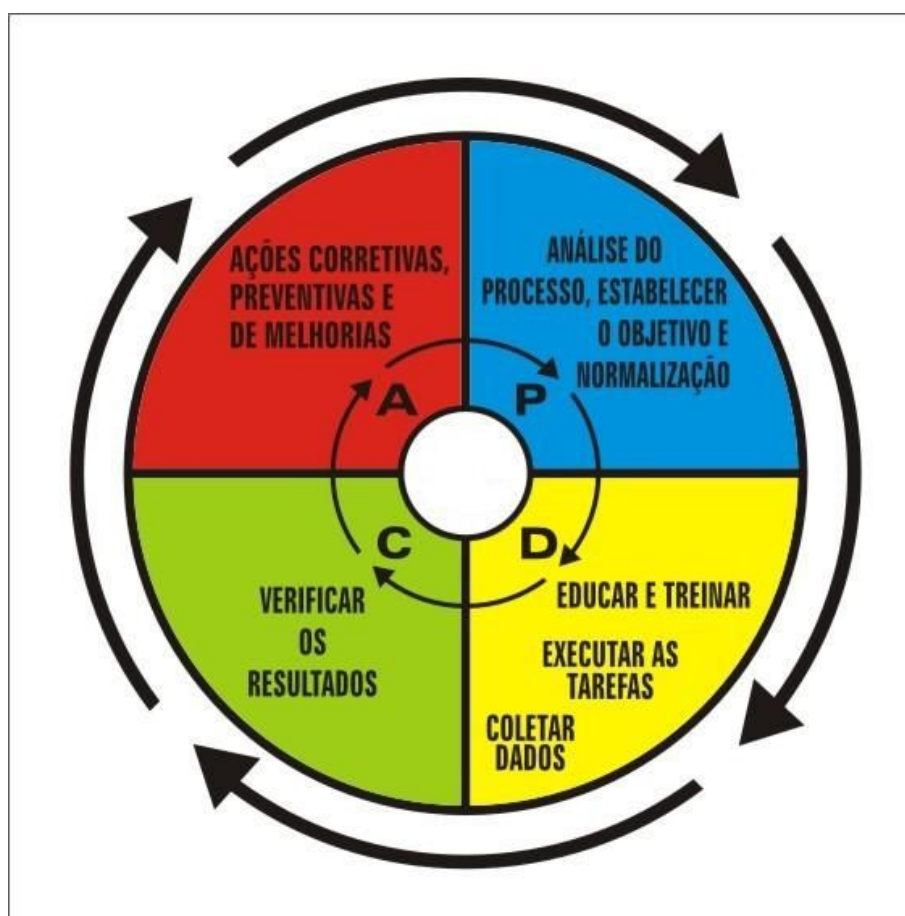 AÇÕES CORRETIVAS,
PREVENTIVAS E
DE MELHORIAS
A
ANÁLISE DO
PROCESSO, ESTABELECER
O OBJETIVO E
NORMALIZAÇÃO
P
C
VERIFICAR
OS
RESULTADOS
D
EDUCAR E TREINAR
EXECUTAR AS
TAREFAS
COLETAR
DADOS